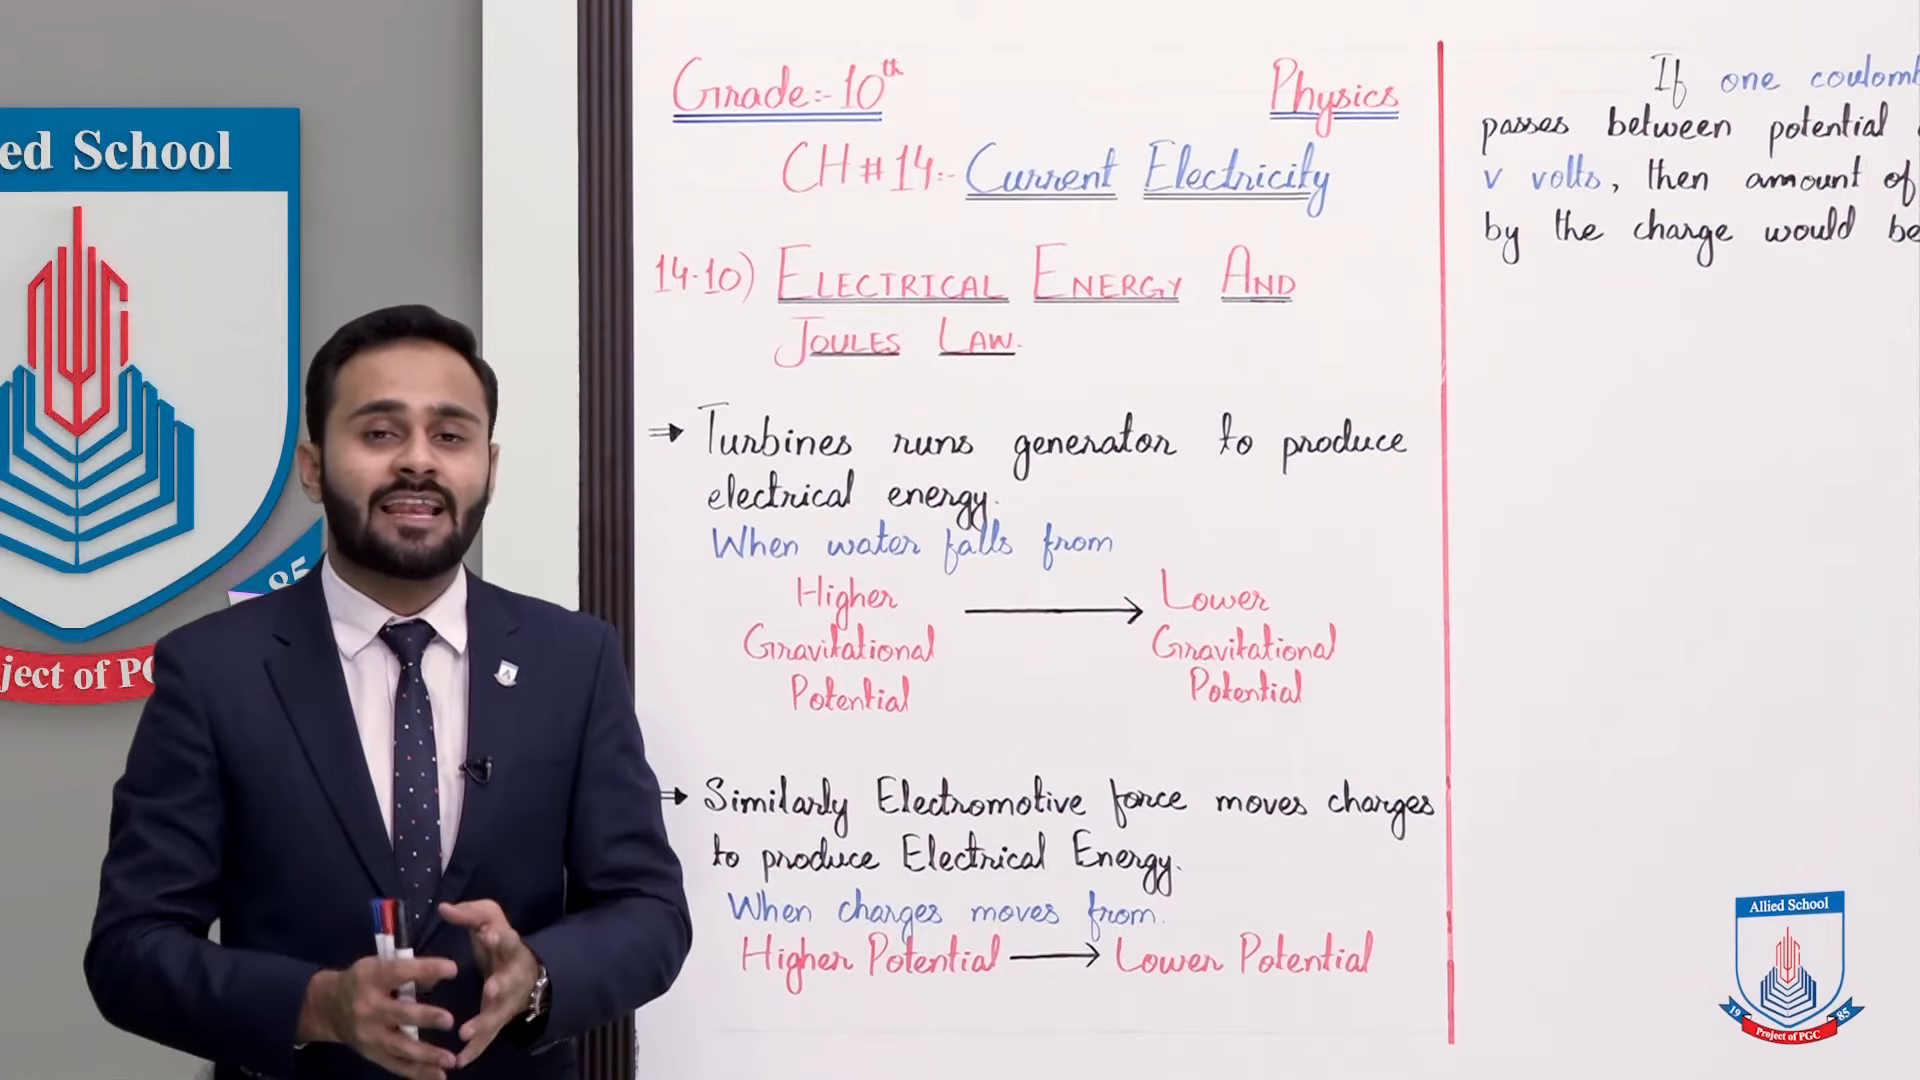 ed School
85
ject of PG
Grade:- 10th
Physics
CH # 14:- Current Electricity
14.10) ELECTRICAL ENERGY AND
JOULES LAW.
⇒ Turbines runs generator to produce
electrical energy.
When water falls from
Higher → Lower
Gravitational Gravitational
Potential Potential
⇒ Similarly Electromotive force moves charges
to produce Electrical Energy.
When charges moves from.
Higher Potential → Lower Potential
If one coulomb
passes between potential
v volts, then amount of
by the charge would be
Allied School
19 85
Project of PGC